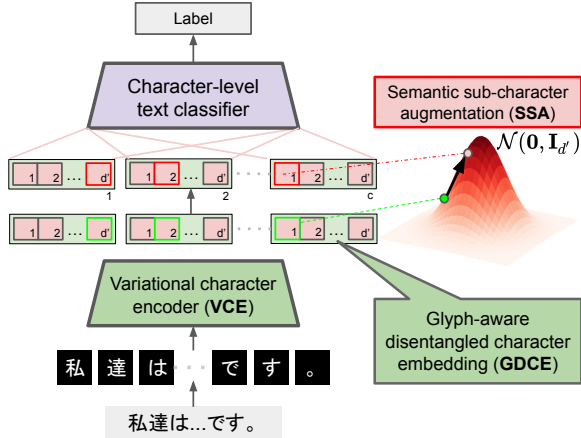 Label
Character-level
text classifier
Semantic sub-character
augmentation (SSA)
𝒩(0, I_{d'})
1 2 ... d' 1 2 ... d' ... 1 2 ... d'
1 2 c
1 2 ... d' 1 2 ... d' ... 1 2 ... d'
Variational character
encoder (VCE)
Glyph-aware
disentangled character
embedding (GDCE)
私 達 は ... で す 。
私達は...です。